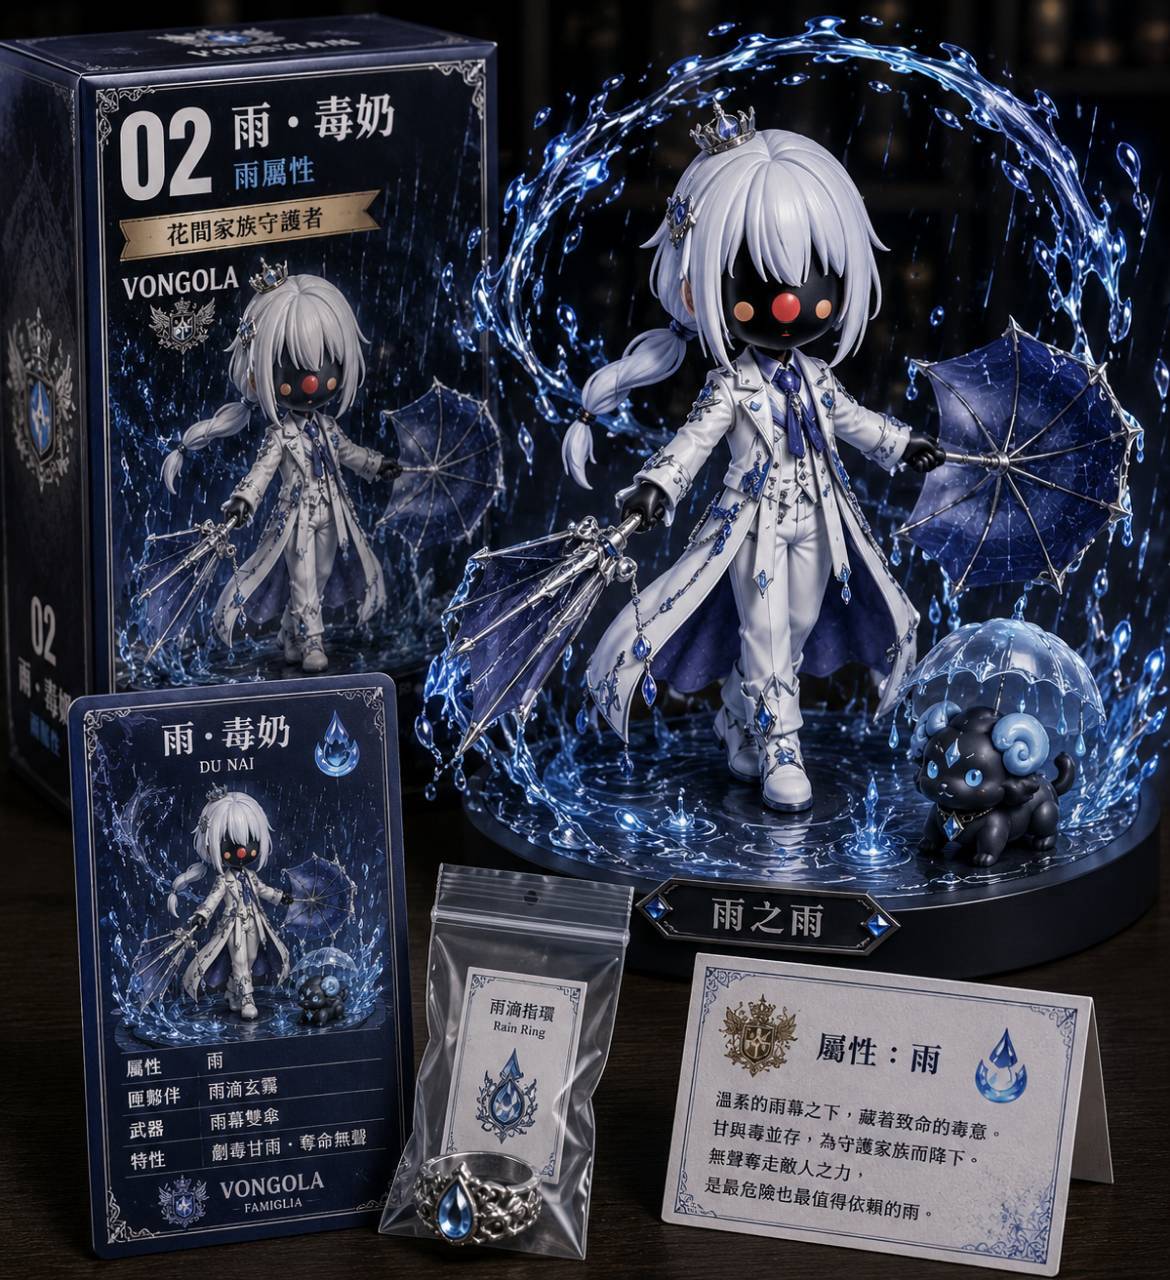 02
雨・毒奶
雨屬性
花間家族守護者
VONGOLA
02
雨・毒奶
雨・毒奶
DU NAI
屬性 雨
匣夥伴 雨滴玄霧
武器 雨幕雙傘
特性 劇毒甘雨・奪命無聲
VONGOLA
FAMIGLIA
雨滴指環
Rain Ring
雨之雨
屬性：雨
溫柔的雨幕之下，藏著致命的毒意。
甘與毒並存，為守護家族而降下。
無聲奪走敵人之力，
是最危險也最值得依賴的雨。